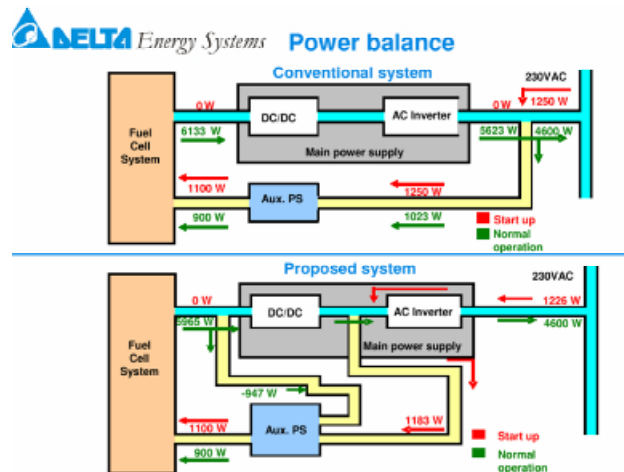 DELTA Energy Systems Power balance
Conventional system
230VAC
0 W
0 W
1250 W
DC/DC
AC Inverter
Fuel
Cell
System
6133 W
5623 W
4600 W
Main power supply
1100 W
1250 W
Aux. PS
900 W
1023 W
Start up
Normal
operation
Proposed system
230VAC
0 W
1226 W
DC/DC
AC Inverter
5965 W
4600 W
Fuel
Cell
System
Main power supply
-947 W
1100 W
1183 W
Aux. PS
Start up
900 W
Normal
operation